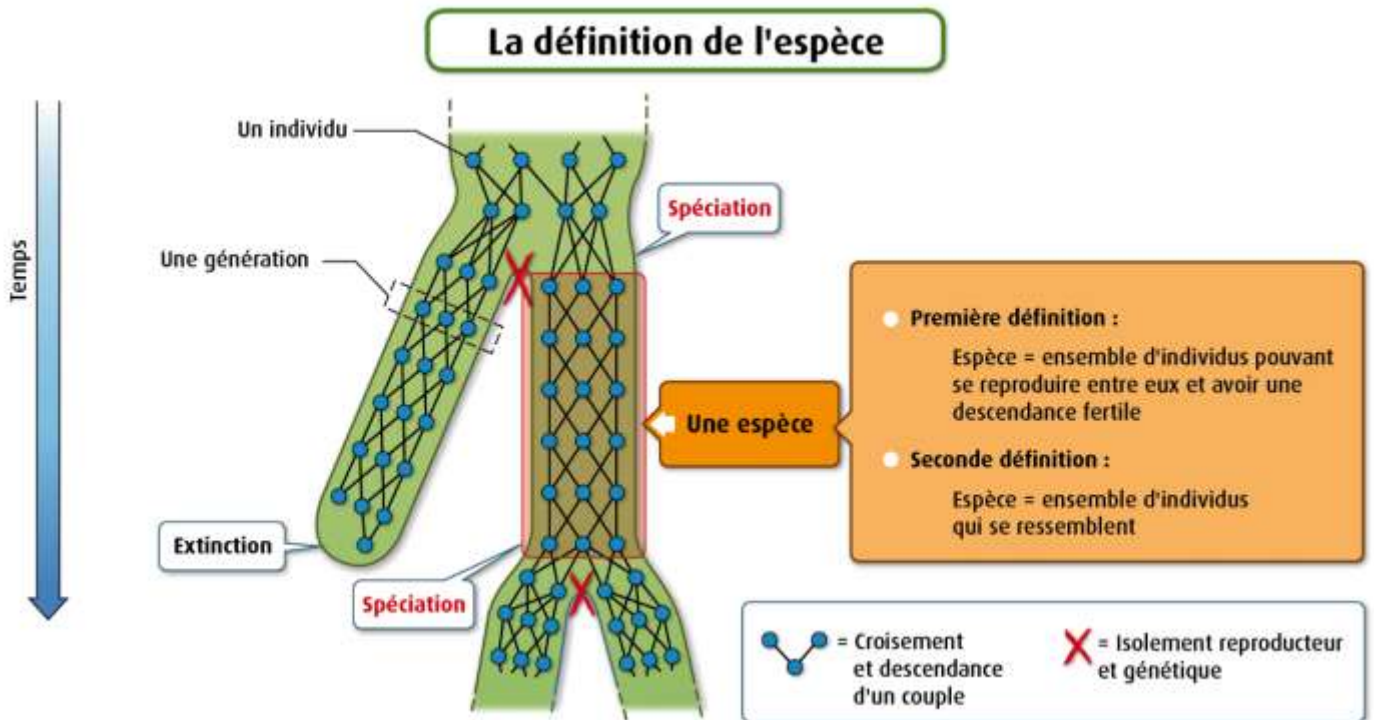 La définition de l'espèce
Temps
Un individu
Spéciation
Une génération
Première définition :
Espèce = ensemble d'individus pouvant
se reproduire entre eux et avoir une
descendance fertile
Une espèce
Seconde définition :
Espèce = ensemble d'individus
qui se ressemblent
Extinction
Spéciation
= Croisement
et descendance
d'un couple
= Isolement reproducteur
et génétique